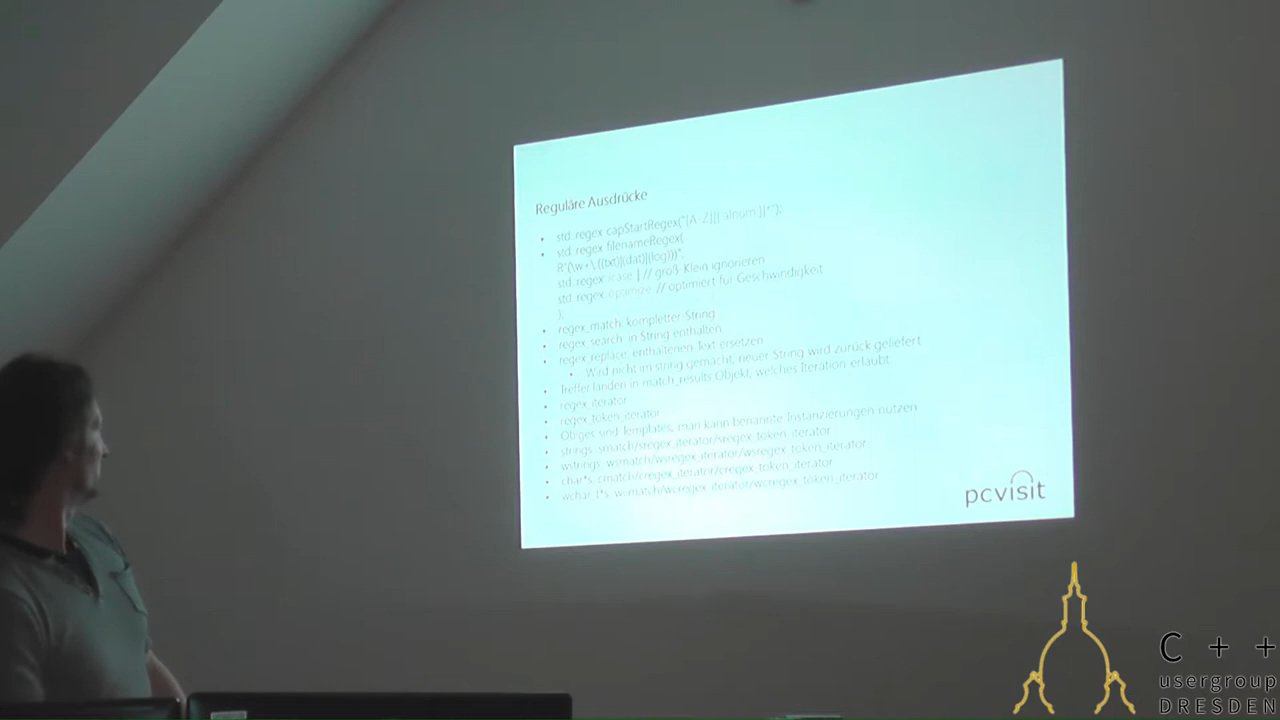 Reguläre Ausdrücke
std::regex capStartRegex("[A-Z][[:alnum:]]*");
std::regex filenameRegex(
R"(\w+\.((txt)|(dat)|(log)))",
std::regex::icase | // groß-Klein ignorieren
std::regex::optimize // optimiert für Geschwindigkeit
);
regex_match: kompletter String
regex_search: in String enthalten
regex_replace: enthaltenen Text ersetzen
Wird nicht im string gemacht, neuer String wird zurück geliefert
Treffer landen in match_results Objekt, welches Iteration erlaubt.
regex_iterator
regex_token_iterator
Obiges sind Templates, man kann benannte Instanzierungen nutzen
strings: smatch/sregex_iterator/sregex_token_iterator
wstrings: wsmatch/wsregex_iterator/wsregex_token_iterator
char*s: cmatch/cregex_iterator/cregex_token_iterator
wchar_t*s: wcmatch/wcregex_iterator/wcregex_token_iterator
pcvisit
C++
usergroup
DRESDEN